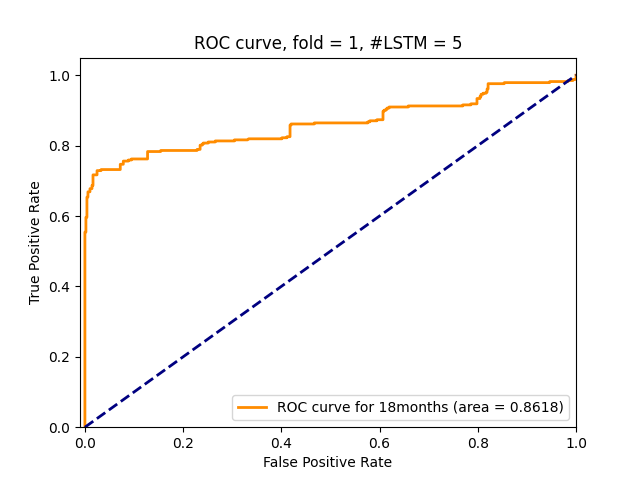 ROC curve, fold = 1, #LSTM = 5
1.0
0.8
0.6
0.4
0.2
0.0
True Positive Rate
ROC curve for 18months (area = 0.8618)
0.0 0.2 0.4 0.6 0.8 1.0
False Positive Rate